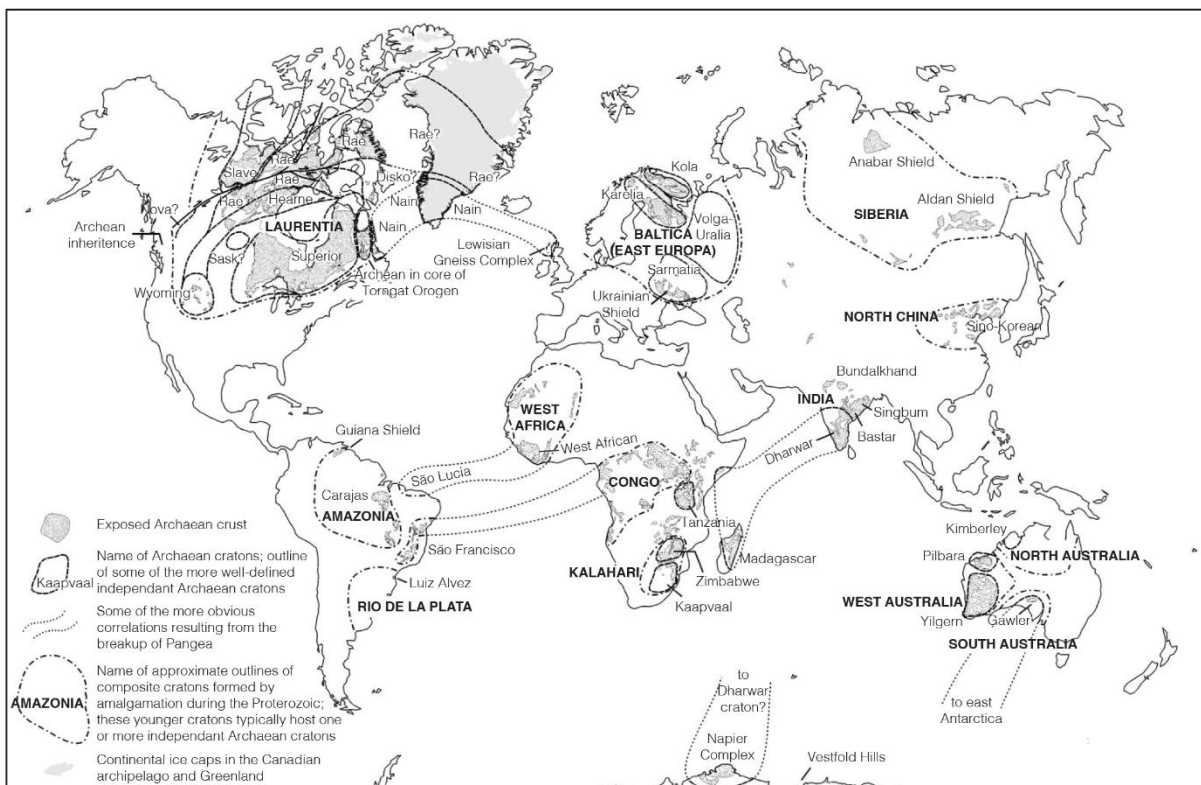 Rae?
Rae
Rae
Slave
Rae
Disko?
Rae?
Nain
Rae
Hearne
Nova?
Archean
inheritence
LAURENTIA
Nain
Nain
Superior
Sask?
Wyoming
Archean in core of
Torngat Orogen
Lewisian
Gneiss Complex
Kola
Karelia
Volga-
Uralia
BALTICA
(EAST EUROPA)
Sarmatia
Ukrainian
Shield
Anabar Shield
Aldan Shield
SIBERIA
NORTH CHINA
Sino-Korean
Bundalkhand
INDIA
Singbum
Bastar
Dharwar
WEST
AFRICA
West African
Guiana Shield
São Lucia
Carajas
AMAZONIA
São Francisco
Luiz Alvez
RIO DE LA PLATA
CONGO
Tanzania
Madagascar
KALAHARI
Zimbabwe
Kaapvaal
Kimberley
Pilbara
NORTH AUSTRALIA
WEST AUSTRALIA
Yilgern
Gawler
SOUTH AUSTRALIA
to east
Antarctica
to
Dharwar
craton?
Napier
Complex
Vestfold Hills
Exposed Archaean crust
Kaapvaal
Name of Archaean cratons; outline
of some of the more well-defined
independant Archaean cratons
Some of the more obvious
correlations resulting from the
breakup of Pangea
AMAZONIA
Name of approximate outlines of
composite cratons formed by
amalgamation during the Proterozoic;
these younger cratons typically host one
or more independant Archaean cratons
Continental ice caps in the Canadian
archipelago and Greenland